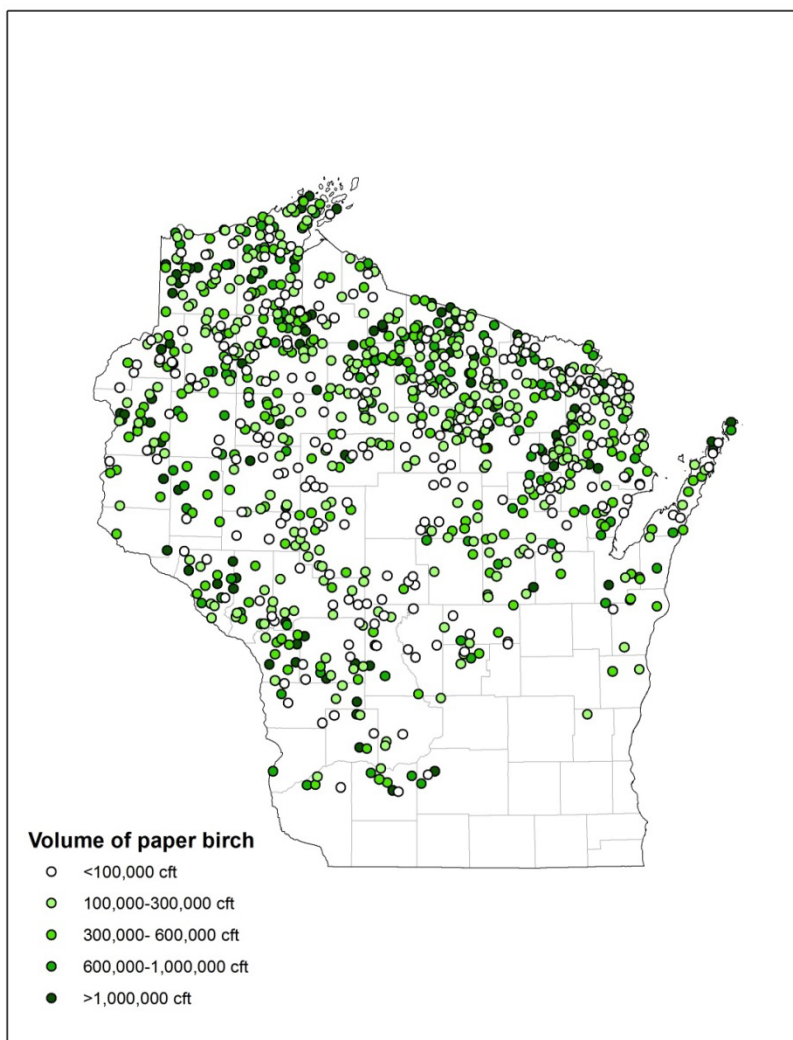 Volume of paper birch
<100,000 cft
100,000-300,000 cft
300,000- 600,000 cft
600,000-1,000,000 cft
>1,000,000 cft